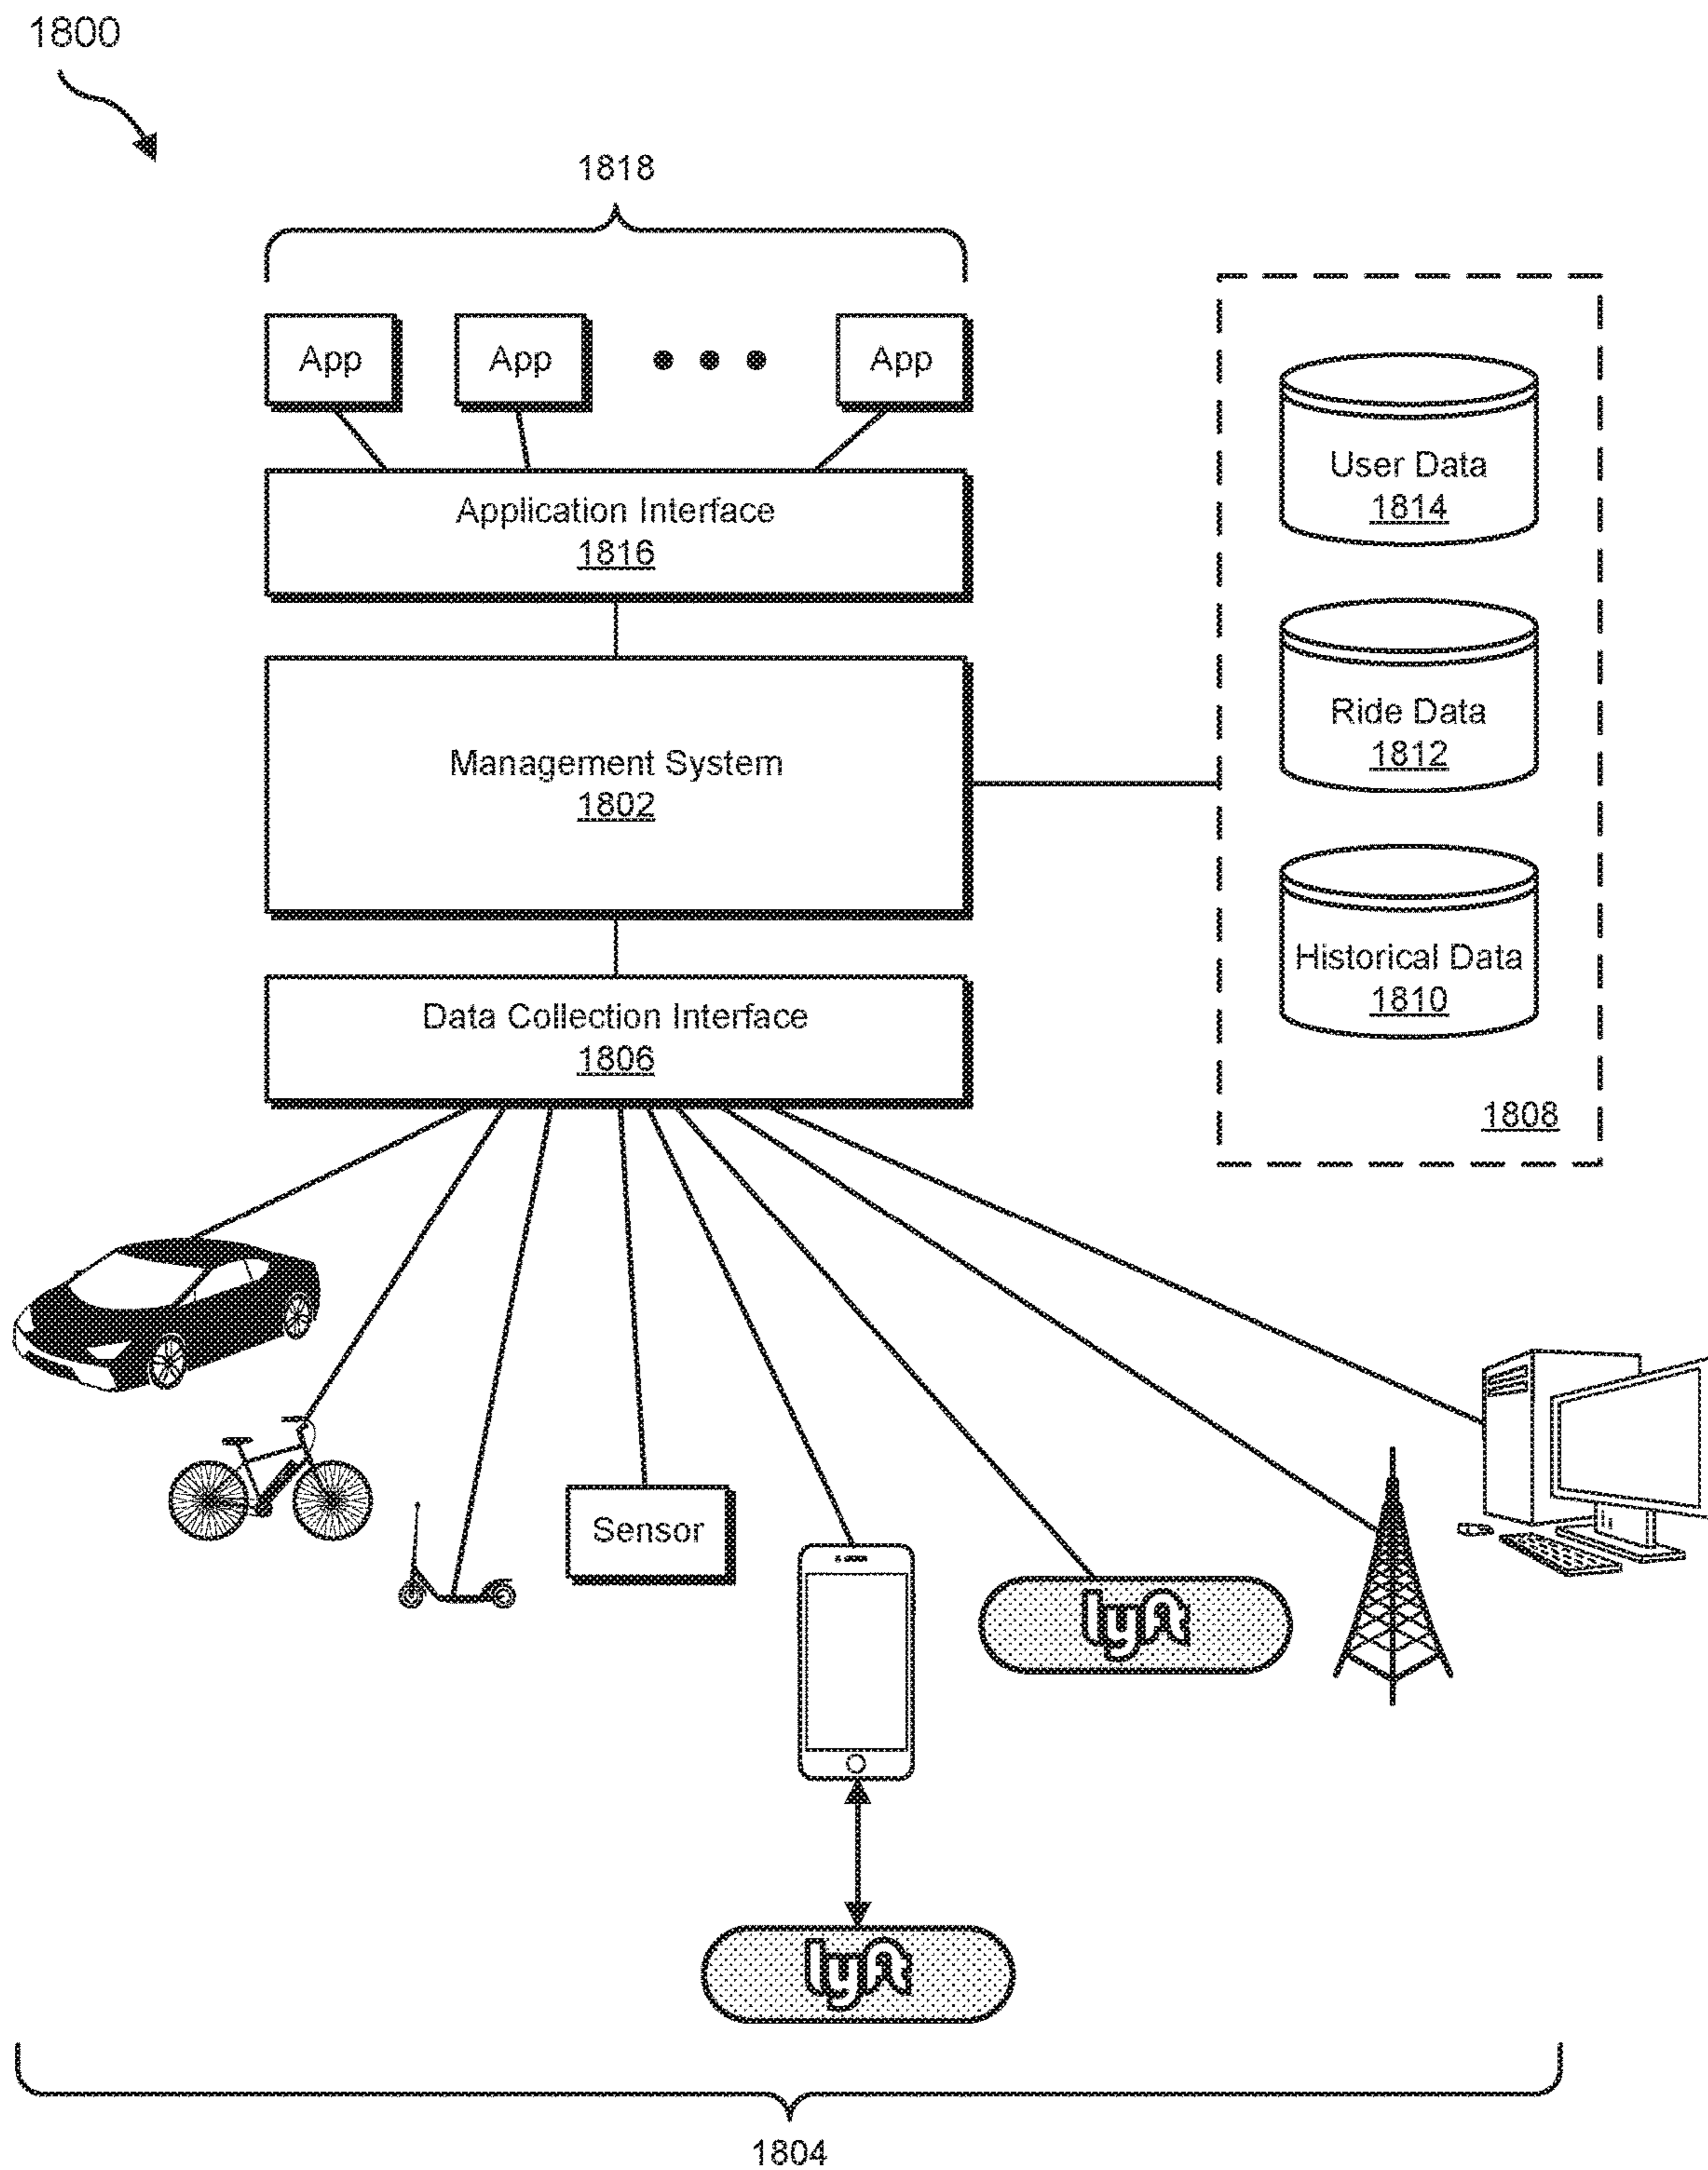 1800
1818
App
App
App
Application Interface
1816
Management System
1802
Data Collection Interface
1806
User Data
1814
Ride Data
1812
Historical Data
1810
1808
Sensor
lyft
lyft
1804